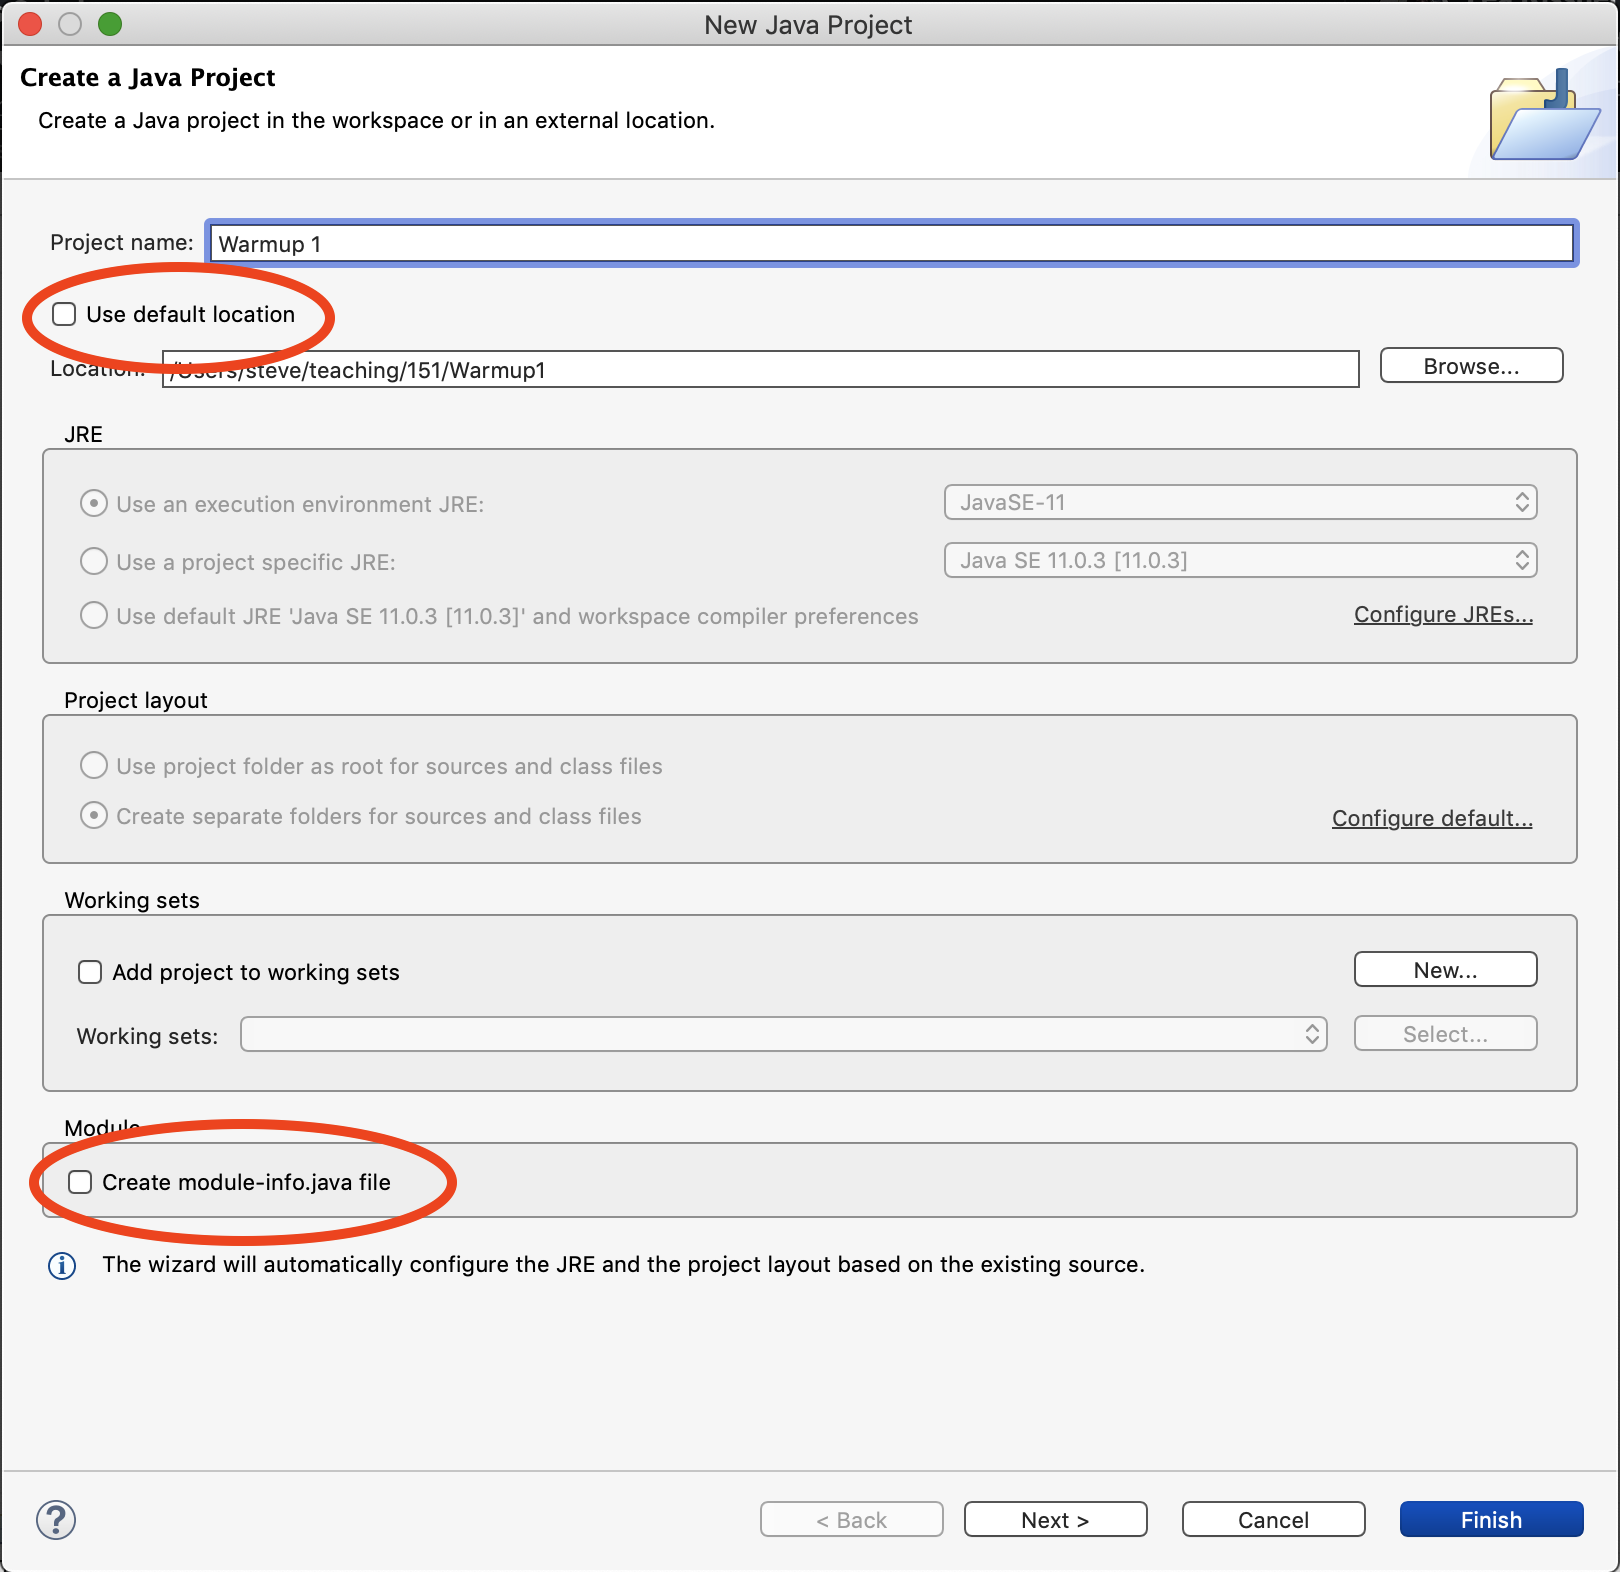 New Java Project
Create a Java Project
Create a Java project in the workspace or in an external location.
Project name: Warmup 1
Use default location
Location: /Users/steve/teaching/151/Warmup1 Browse...
JRE
Use an execution environment JRE: JavaSE-11
Use a project specific JRE: Java SE 11.0.3 [11.0.3]
Use default JRE 'Java SE 11.0.3 [11.0.3]' and workspace compiler preferences Configure JREs...
Project layout
Use project folder as root for sources and class files
Create separate folders for sources and class files Configure default...
Working sets
Add project to working sets New...
Working sets: Select...
Module
Create module-info.java file
The wizard will automatically configure the JRE and the project layout based on the existing source.
? < Back Next > Cancel Finish